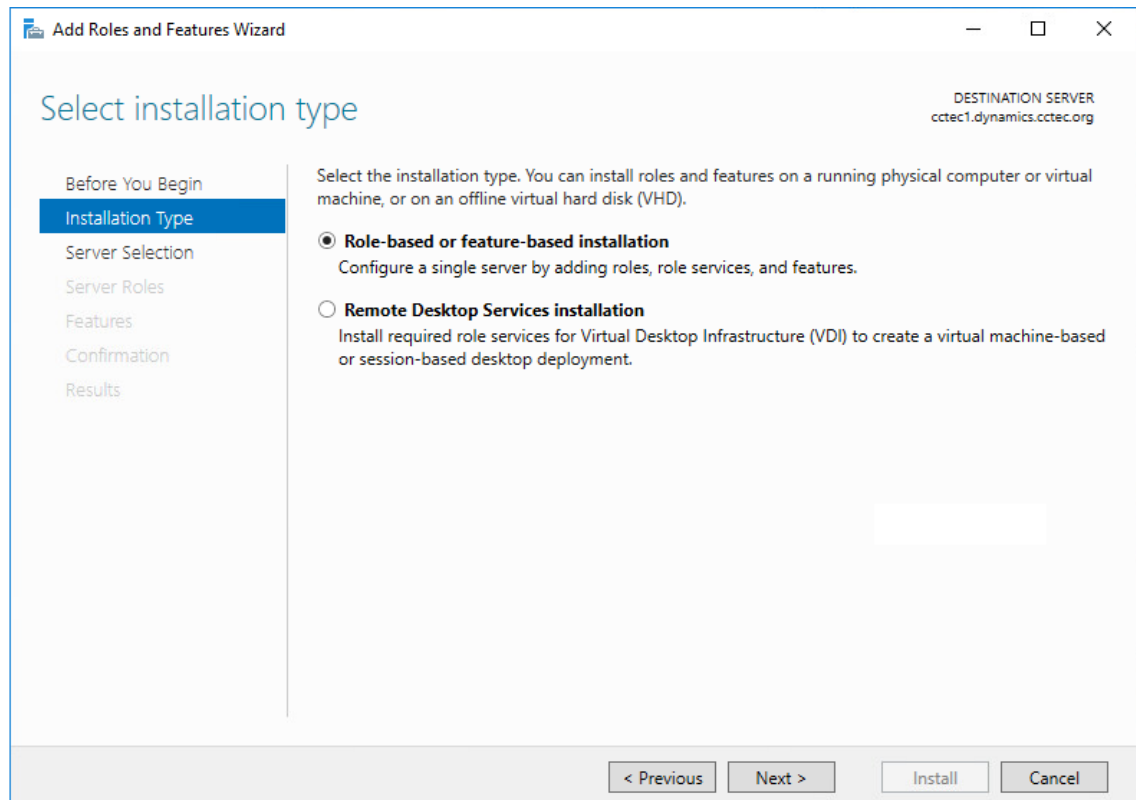 Add Roles and Features Wizard
Select installation type
DESTINATION SERVER
cctec1.dynamics.cctec.org
Before You Begin
Installation Type
Server Selection
Server Roles
Features
Confirmation
Results
Select the installation type. You can install roles and features on a running physical computer or virtual
machine, or on an offline virtual hard disk (VHD).
Role-based or feature-based installation
Configure a single server by adding roles, role services, and features.
Remote Desktop Services installation
Install required role services for Virtual Desktop Infrastructure (VDI) to create a virtual machine-based
or session-based desktop deployment.
< Previous
Next >
Install
Cancel